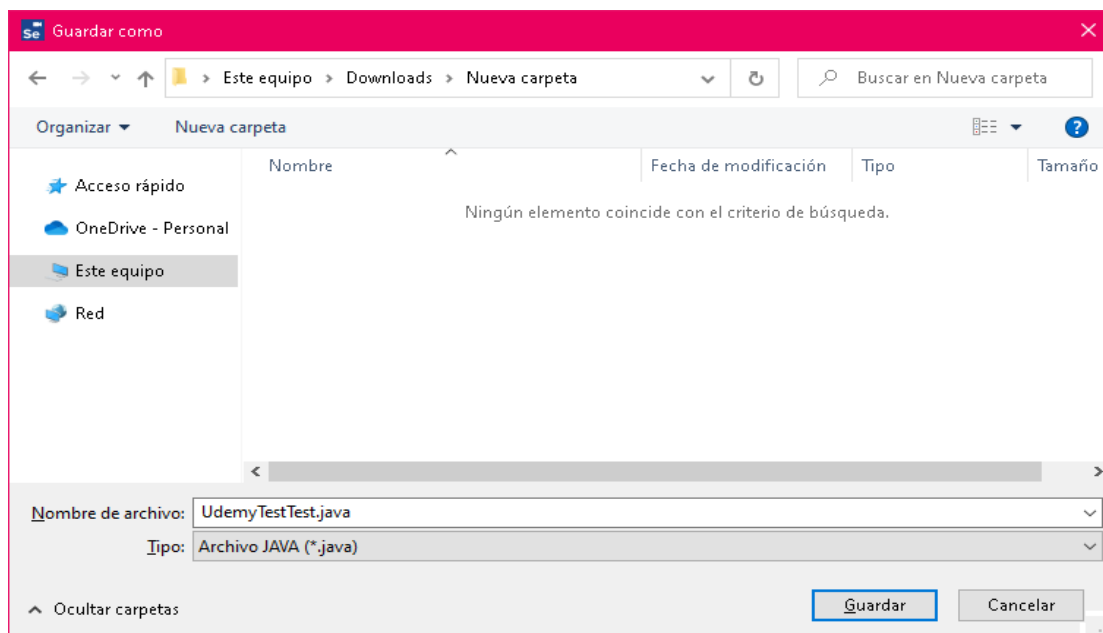 Se Guardar como
Este equipo > Downloads > Nueva carpeta Buscar en Nueva carpeta
Organizar Nueva carpeta ?
Nombre Fecha de modificación Tipo Tamaño
Acceso rápido
Ningún elemento coincide con el criterio de búsqueda.
OneDrive - Personal
Este equipo
Red
Nombre de archivo: UdemyTestTest.java
Tipo: Archivo JAVA (*.java)
Ocultar carpetas Guardar Cancelar